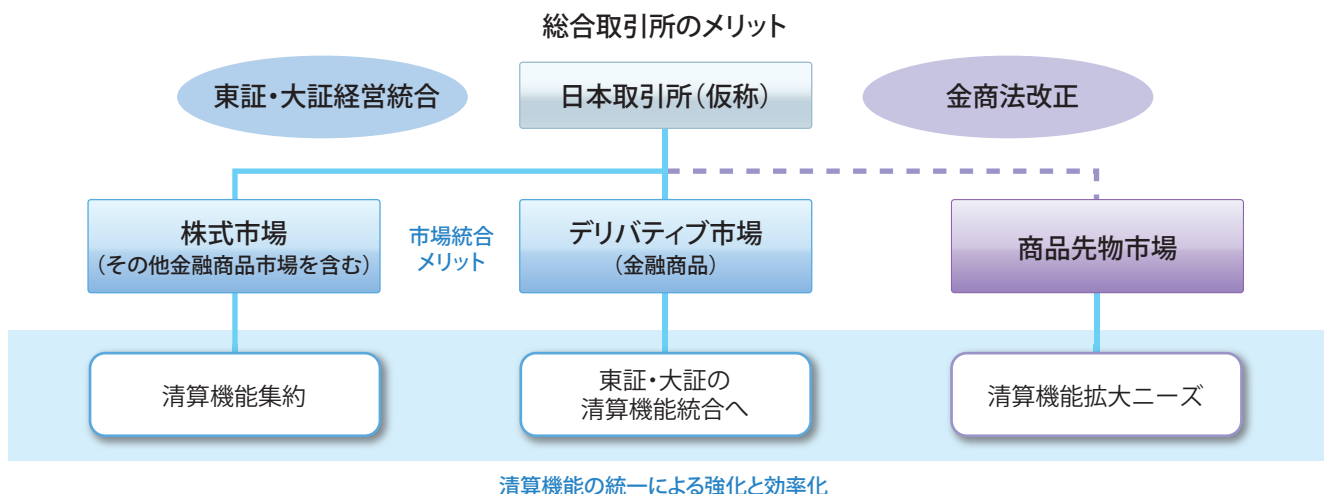 総合取引所のメリット
東証・大証経営統合
日本取引所（仮称）
金商法改正
株式市場
（その他金融商品市場を含む）
市場統合
メリット
デリバティブ市場
（金融商品）
商品先物市場
清算機能集約
東証・大証の
清算機能統合へ
清算機能拡大ニーズ
清算機能の統一による強化と効率化